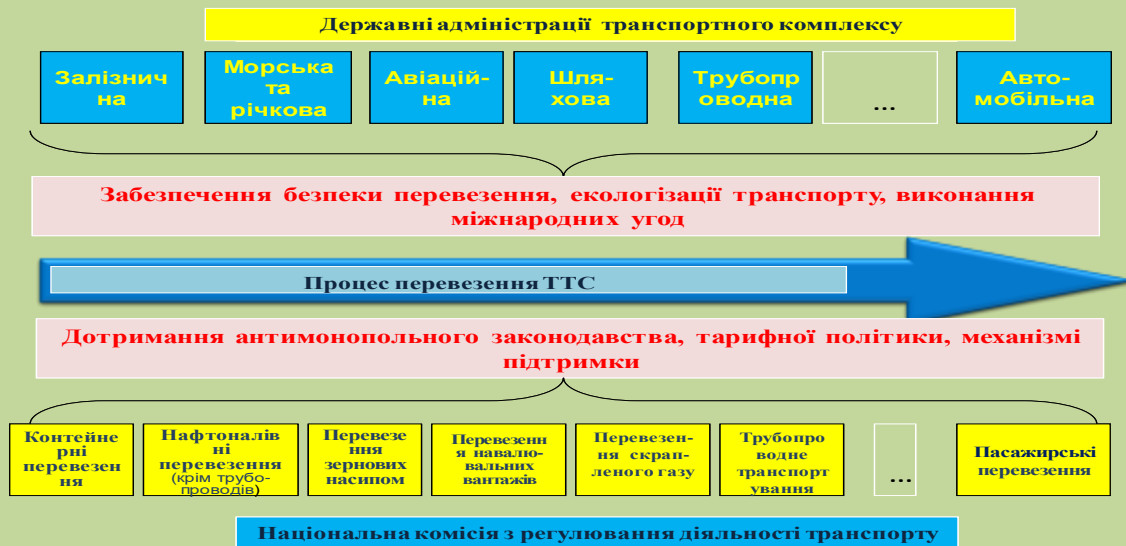 Державні адміністрації транспортного комплексу
Залізнич
на
Морська
та
річкова
Авіацій-
на
Шля-
хова
Трубопр
оводна
...
Авто-
мобільна
Забезпечення безпеки перевезення, екологізації транспорту, виконання
міжнародних угод
Процес перевезення ТТС
Дотримання антимонопольного законодавства, тарифної політики, механізмі
підтримки
Контейне
рні
перевезен
ня
Нафтоналів
ні
перевезення
(крім трубо-
проводів)
Перевезе
ння
зернових
насипом
Перевезенн
я навалю-
вальних
вантажів
Перевезен-
ня скрап-
леного газу
Трубопро
водне
транспорт
ування
...
Пасажирські
перевезення
Національна комісія з регулювання діяльності транспорту